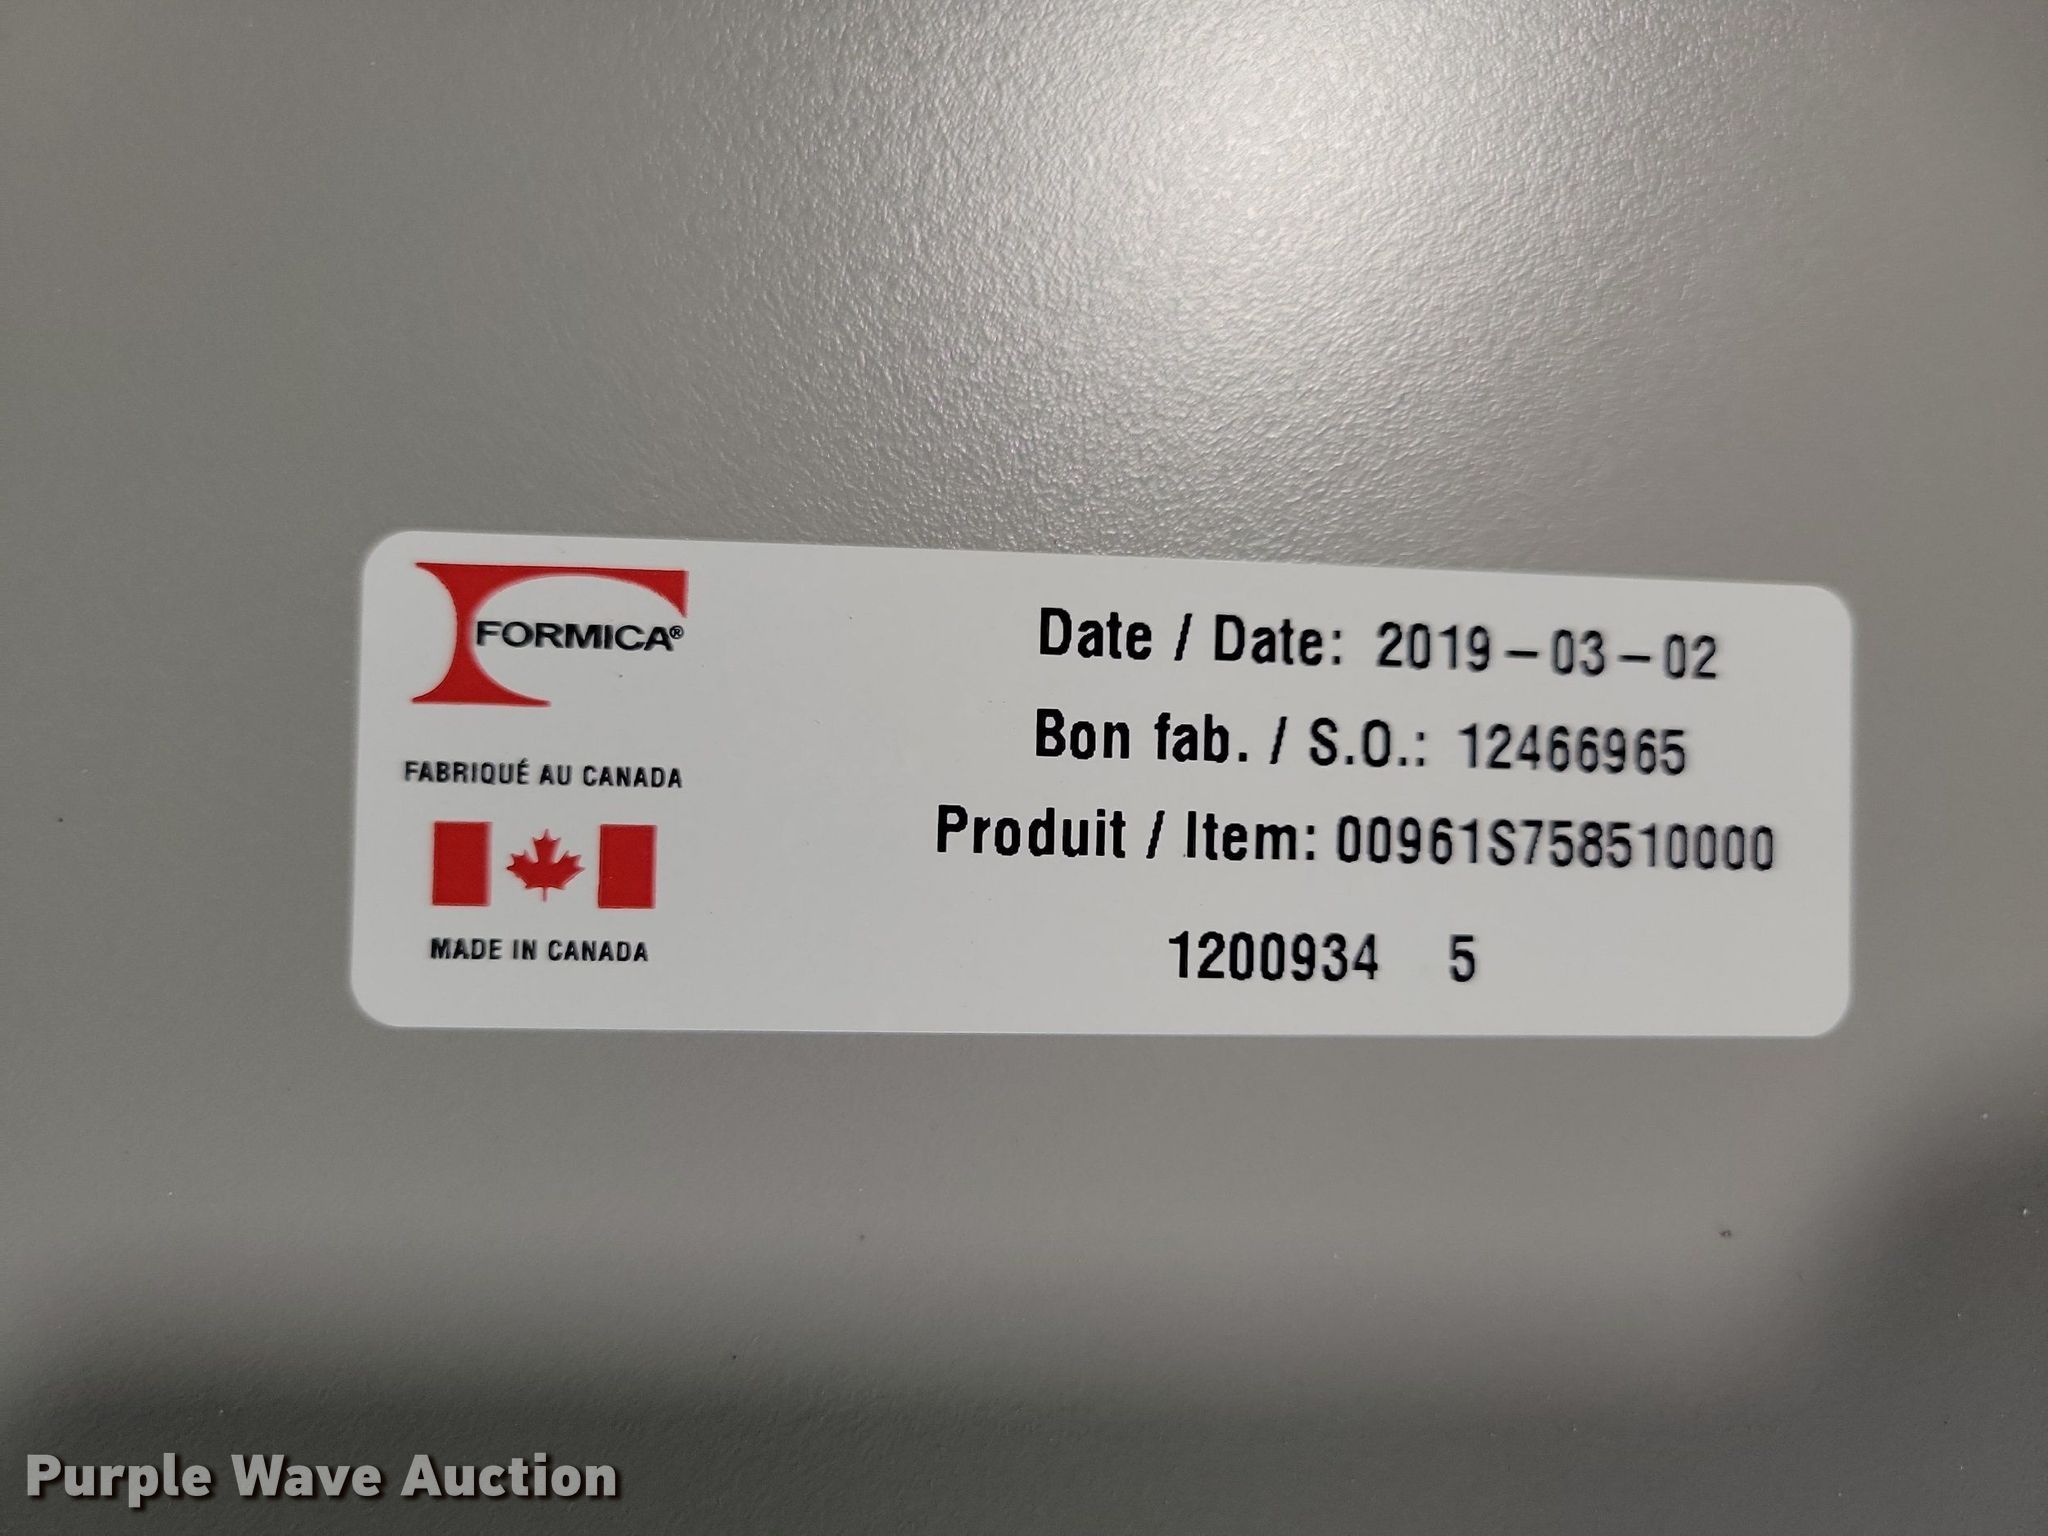 FORMICA®
FABRIQUÉ AU CANADA
MADE IN CANADA
Date / Date: 2019-03-02
Bon fab. / S.O.: 12466965
Produit / Item: 00961S758510000
1200934 5
Purple Wave Auction